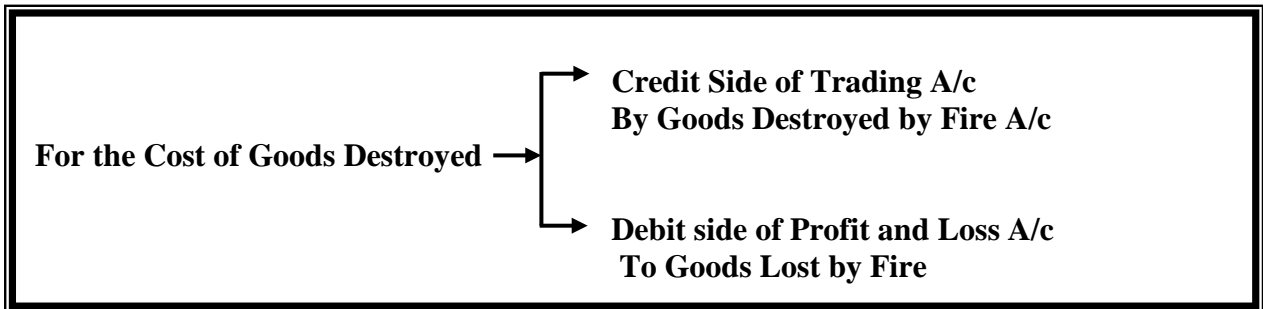 Credit Side of Trading A/c
By Goods Destroyed by Fire A/c
For the Cost of Goods Destroyed
Debit side of Profit and Loss A/c
To Goods Lost by Fire